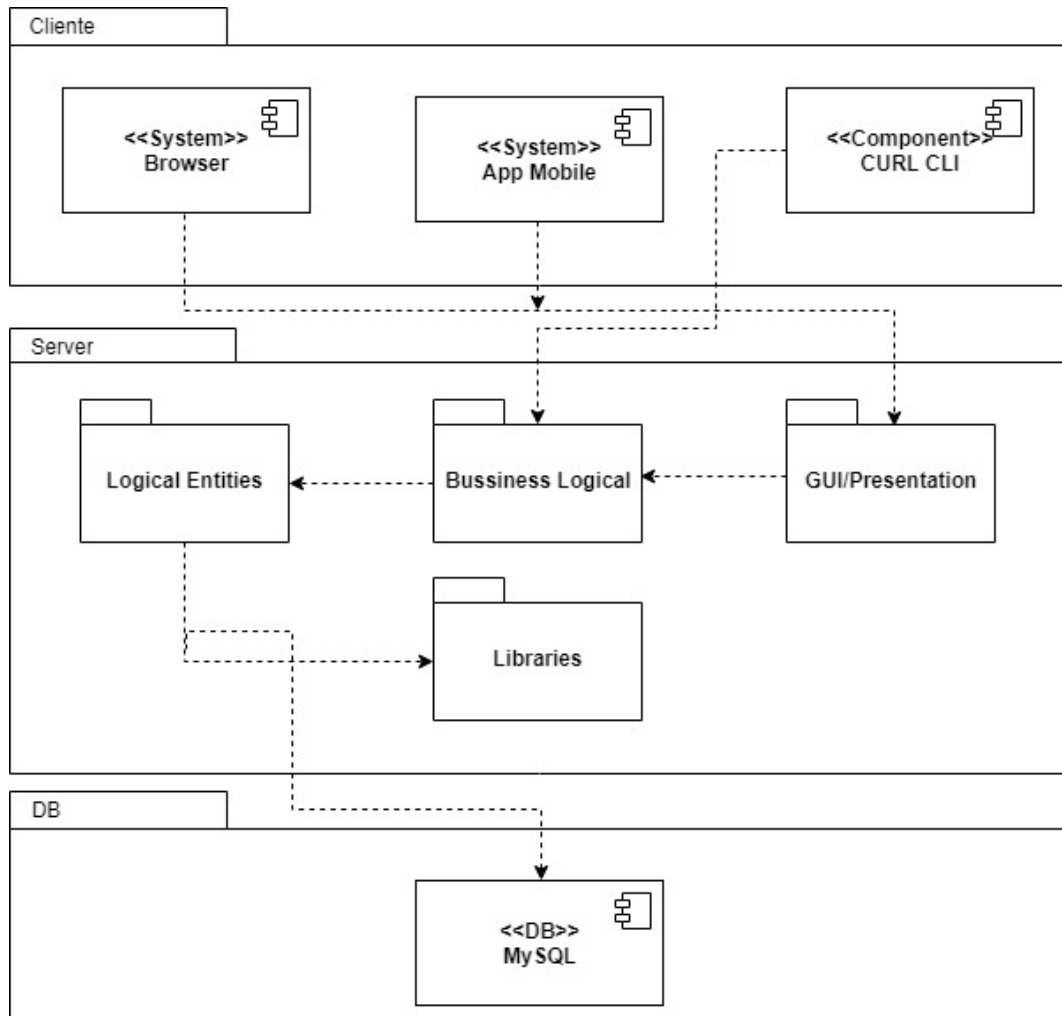 Cliente
<<System>>
Browser
<<System>>
App Mobile
<<Component>>
CURL CLI
Server
Logical Entities
Bussiness Logical
GUI/Presentation
Libraries
DB
<<DB>>
MySQL